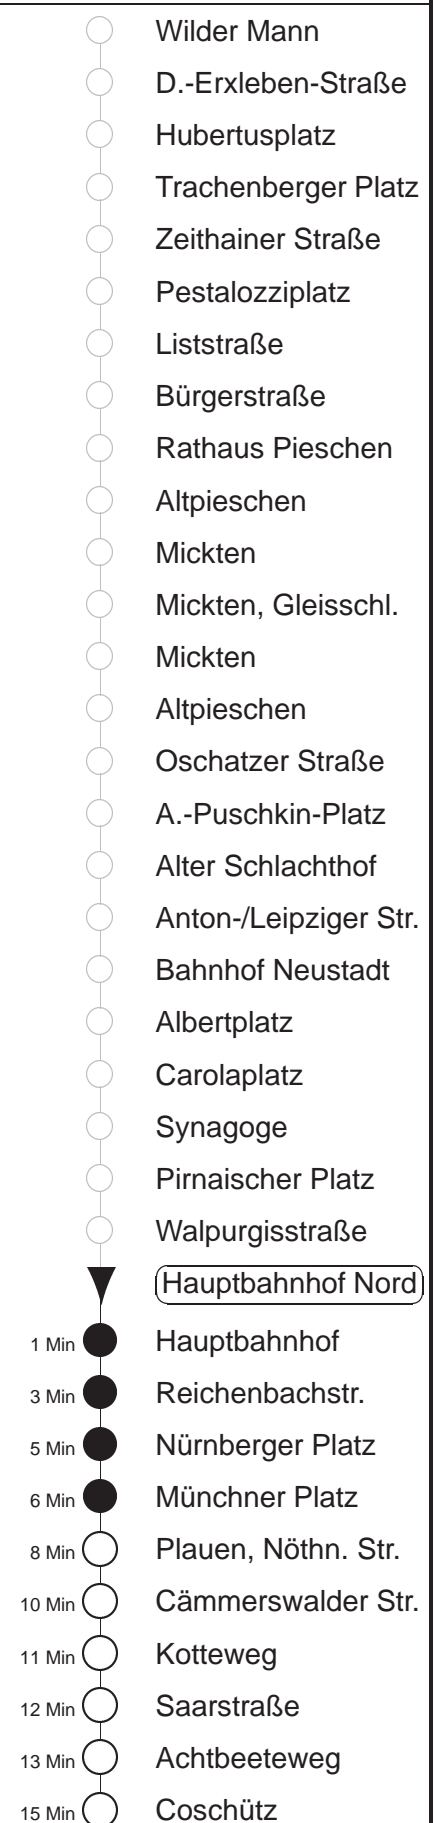 Wilder Mann
D.-Erxleben-Straße
Hubertusplatz
Trachenberger Platz
Zeithainer Straße
Pestalozziplatz
Liststraße
Bürgerstraße
Rathaus Pieschen
Altpieschen
Mickten
Mickten, Gleisschl.
Mickten
Altpieschen
Oschatzer Straße
A.-Puschkin-Platz
Alter Schlachthof
Anton-/Leipziger Str.
Bahnhof Neustadt
Albertplatz
Carolaplatz
Synagoge
Pirnaischer Platz
Walpurgisstraße
Hauptbahnhof Nord
1 Min Hauptbahnhof
3 Min Reichenbachstr.
5 Min Nürnberger Platz
6 Min Münchner Platz
8 Min Plauen, Nöthn. Str.
10 Min Cämmerswalder Str.
11 Min Kotteweg
12 Min Saarstraße
13 Min Achtbeeteweg
15 Min Coschütz